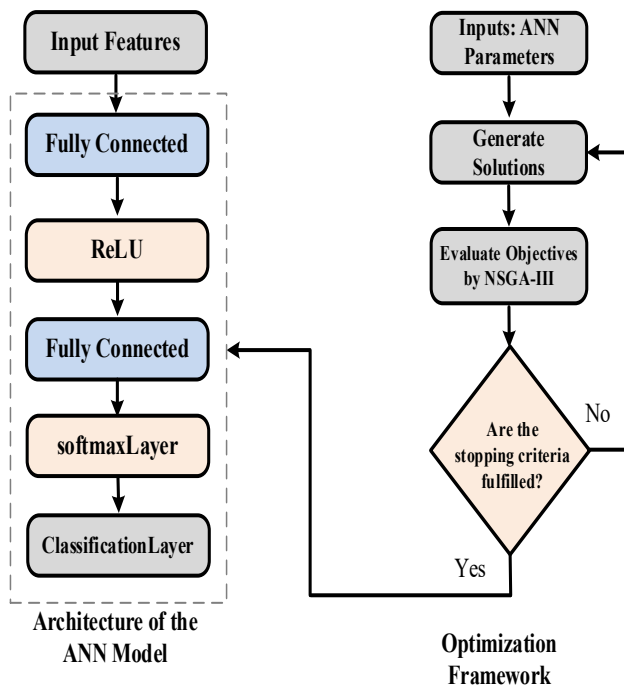 Input Features
Fully Connected
ReLU
Fully Connected
softmaxLayer
ClassificationLayer
Architecture of the
ANN Model
Inputs: ANN
Parameters
Generate
Solutions
Evaluate Objectives
by NSGA-III
Are the
stopping criteria
fulfilled?
No
Yes
Optimization
Framework